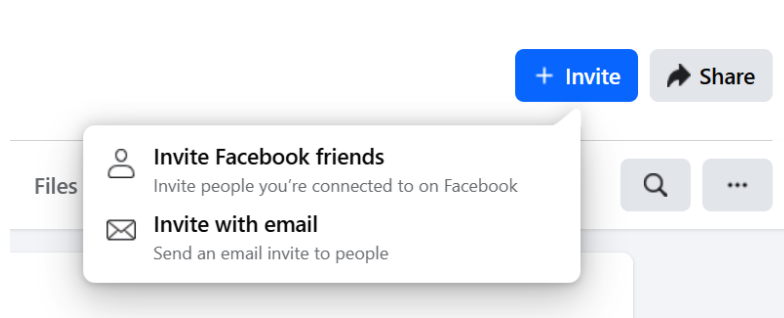 + Invite
Share
Invite Facebook friends
Invite people you’re connected to on Facebook
Files
Invite with email
Send an email invite to people